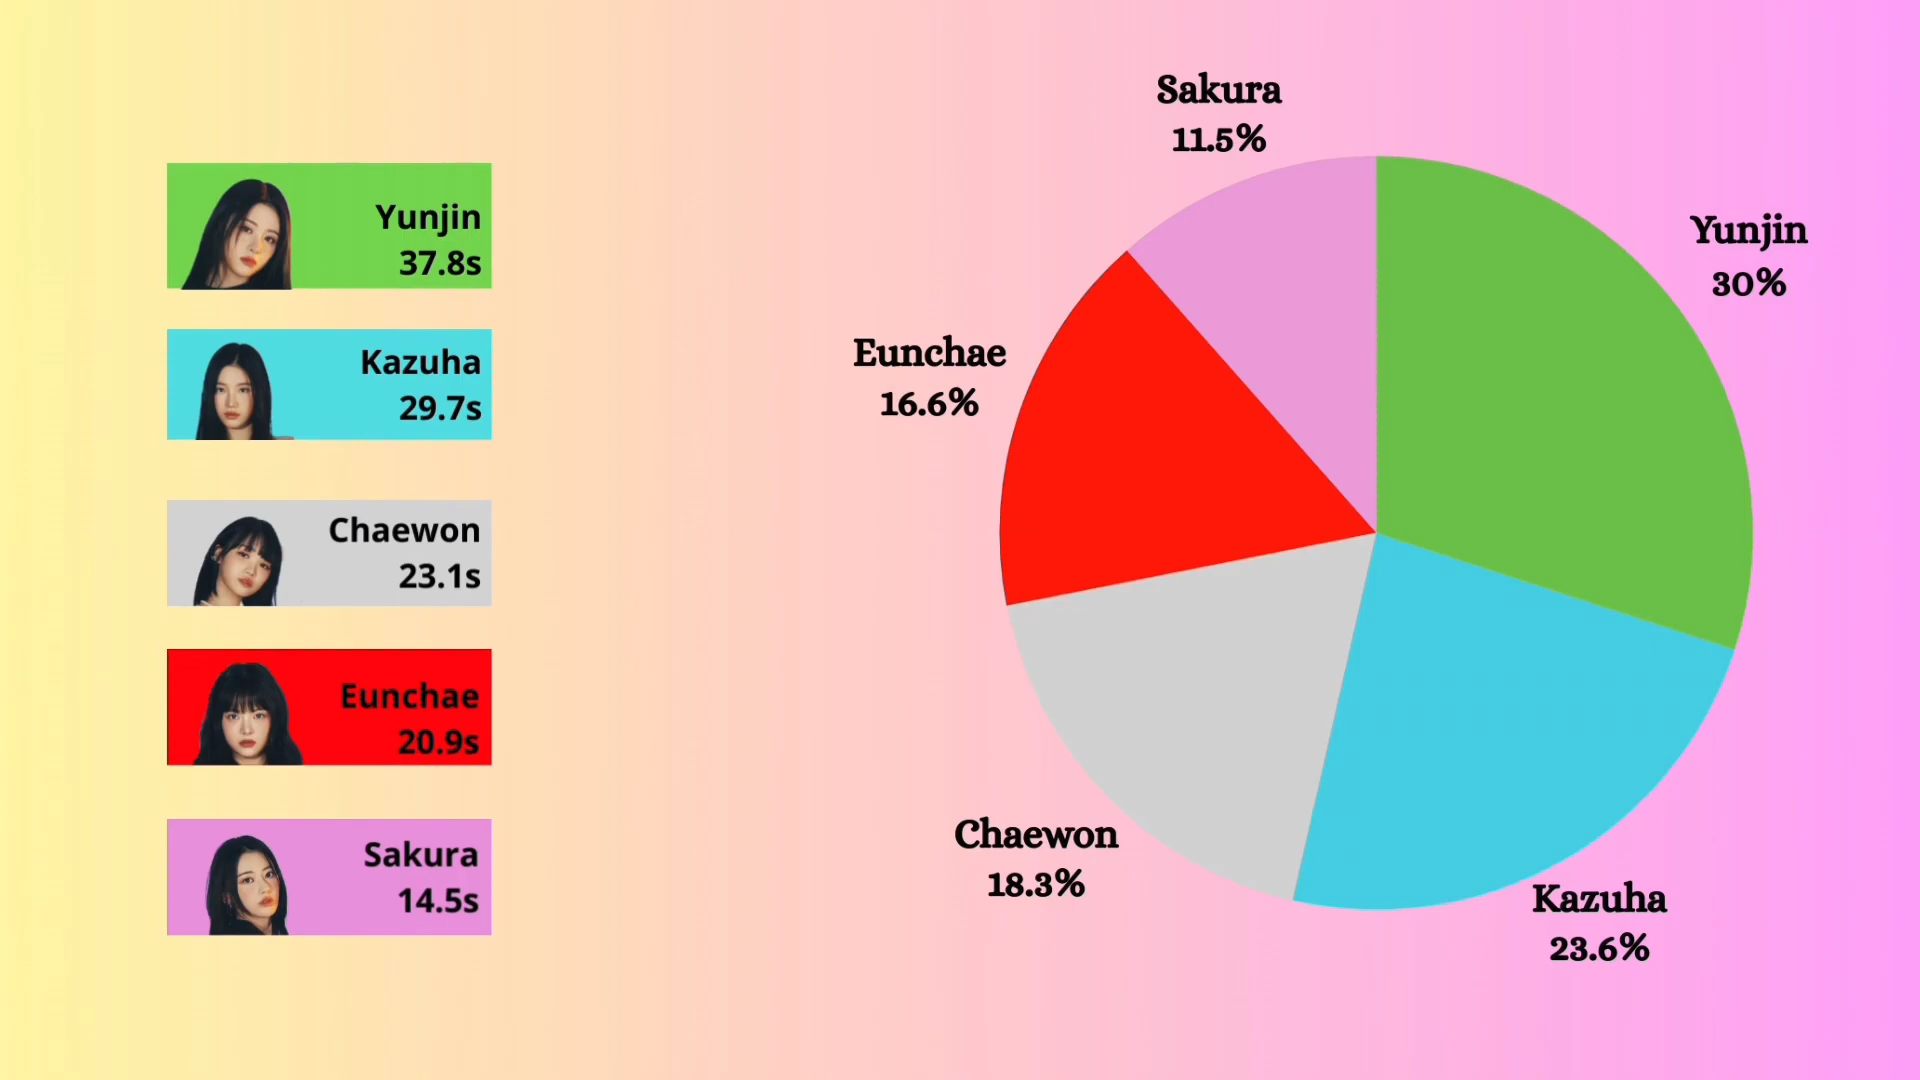 Yunjin
37.8s
Kazuha
29.7s
Chaewon
23.1s
Eunchae
20.9s
Sakura
14.5s
Sakura
11.5%
Yunjin
30%
Eunchae
16.6%
Chaewon
18.3%
Kazuha
23.6%